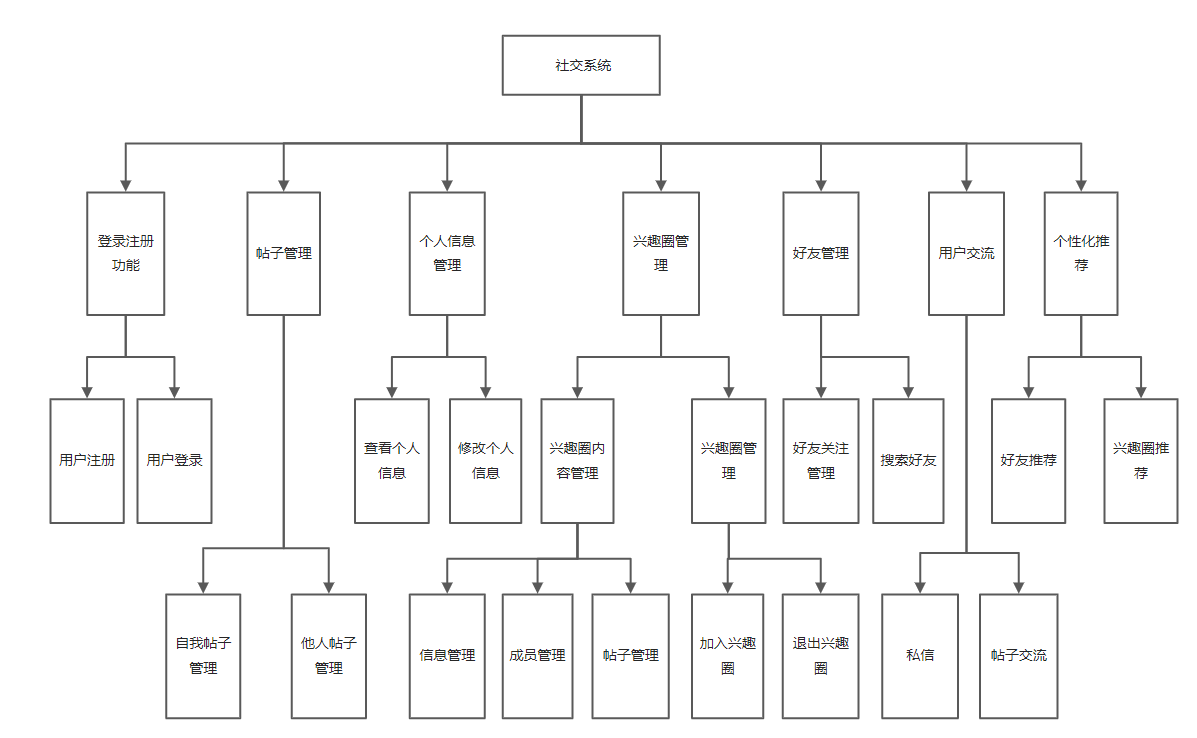 社交系统
登录注册
功能
帖子管理
个人信息
管理
兴趣圈管
理
好友管理
用户交流
个性化推
荐
用户注册
用户登录
查看个人
信息
修改个人
信息
兴趣圈内
容管理
兴趣圈管
理
好友关注
管理
搜索好友
好友推荐
兴趣圈推
荐
自我帖子
管理
他人帖子
管理
信息管理
成员管理
帖子管理
加入兴趣
圈
退出兴趣
圈
私信
帖子交流